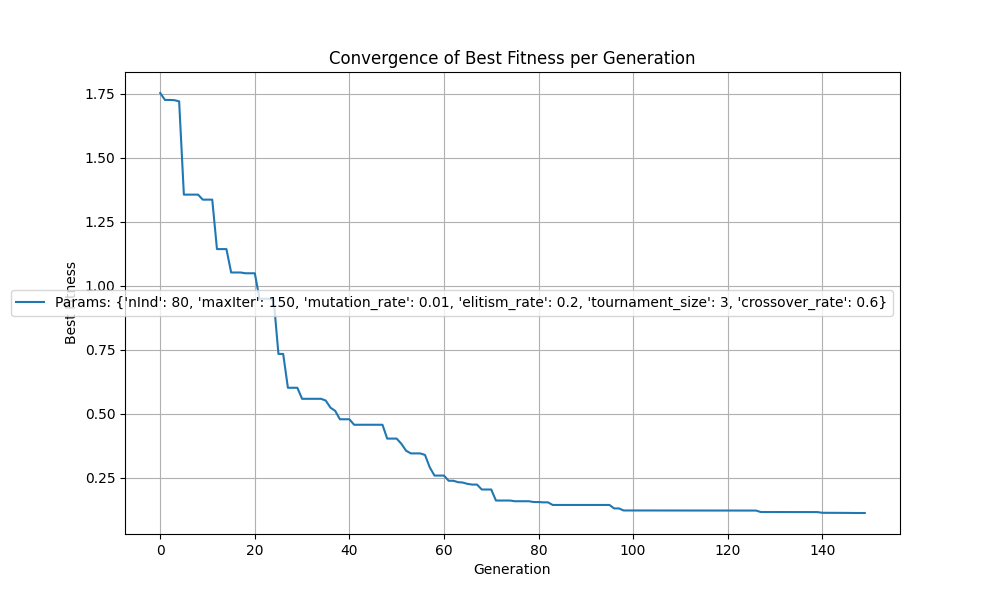 Convergence of Best Fitness per Generation
1.75
1.50
1.25
1.00
0.75
0.50
0.25
Best Fitness
Params: {'nInd': 80, 'maxIter': 150, 'mutation_rate': 0.01, 'elitism_rate': 0.2, 'tournament_size': 3, 'crossover_rate': 0.6}
0 20 40 60 80 100 120 140
Generation